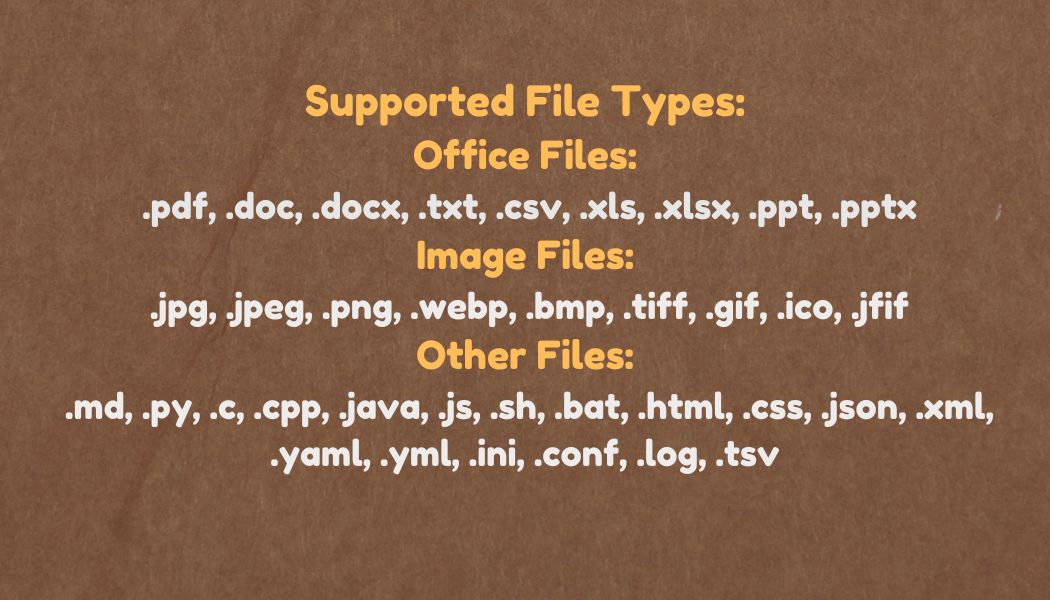 Supported File Types:
Office Files:
.pdf, .doc, .docx, .txt, .csv, .xls, .xlsx, .ppt, .pptx
Image Files:
.jpg, .jpeg, .png, .webp, .bmp, .tiff, .gif, .ico, .jfif
Other Files:
.md, .py, .c, .cpp, .java, .js, .sh, .bat, .html, .css, .json, .xml,
.yaml, .yml, .ini, .conf, .log, .tsv